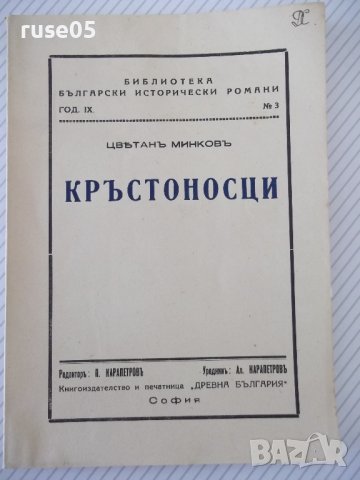 ruse05
БИБЛИОТЕКА
БЪЛГАРСКИ ИСТОРИЧЕСКИ РОМАНИ
ГОД. IX. № 3
ЦВѢТАНЪ МИНКОВЪ
КРЪСТОНОСЦИ
Редакторъ: П. КАРАПЕТРОВЪ Уредникъ: Ал. КАРАПЕТРОВЪ
Книгоиздателство и печатница „ДРЕВНА БЪЛГАРИЯ"
София
BAZAR